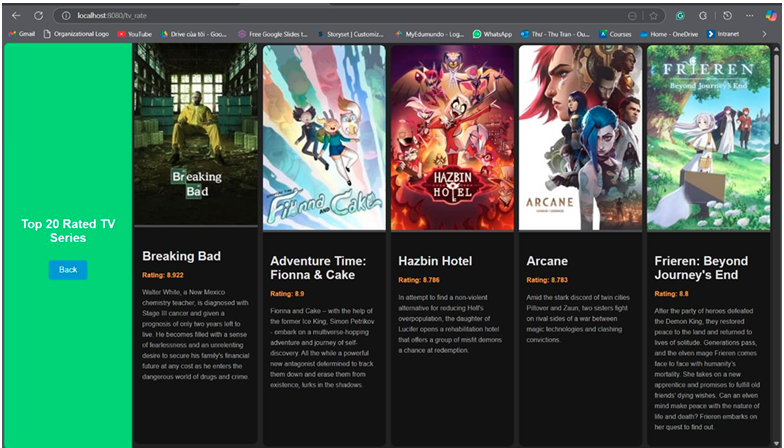 localhost:8080/tv_rate
Gmail
Organizational Logo
YouTube
Drive của tôi - Goo...
Free Google Slides t...
Storyset | Customiz...
MyEdumundo - Log...
WhatsApp
Thư - Thu Tran - Ou...
Courses
Home - OneDrive
Intranet
Top 20 Rated TV
Series
Back
Breaking
Bad
Breaking Bad
Rating: 8.922
Walter White, a New Mexico
chemistry teacher, is diagnosed with
Stage III cancer and given a
prognosis of only two years left to
live. He becomes filled with a sense
of fearlessness and an unrelenting
desire to secure his family's financial
future at any cost as he enters the
dangerous world of drugs and crime.
Fionna AND Cake
Adventure Time:
Fionna & Cake
Rating: 8.9
Fionna and Cake – with the help of
the former Ice King, Simon Petrikov
- embark on a multiverse-hopping
adventure and journey of self-
discovery. All the while a powerful
new antagonist determined to track
them down and erase them from
existence, lurks in the shadows.
HAZBIN
HOTEL
Hazbin Hotel
Rating: 8.786
In attempt to find a non-violent
alternative for reducing Hell's
overpopulation, the daughter of
Lucifer opens a rehabilitation hotel
that offers a group of misfit demons
a chance at redemption.
ARCANE
Arcane
Rating: 8.783
Amid the stark discord of twin cities
Piltover and Zaun, two sisters fight
on rival sides of a war between
magic technologies and clashing
convictions.
FRIEREN
Beyond Journey's End
Frieren: Beyond
Journey's End
Rating: 8.8
After the party of heroes defeated
the Demon King, they restored
peace to the land and returned to
lives of solitude. Generations pass,
and the elven mage Frieren comes
face to face with humanity's
mortality. She takes on a new
apprentice and promises to fulfill old
friends' dying wishes. Can an elven
mind make peace with the nature of
life and death? Frieren embarks on
her quest to find out.